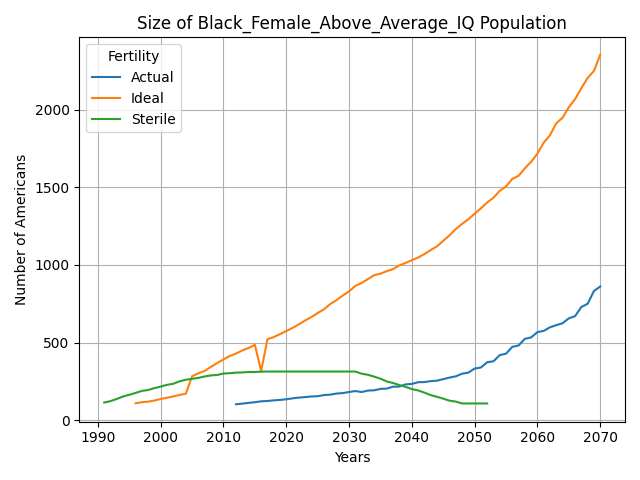 Size of Black_Female_Above_Average_IQ Population
Fertility
Actual
Ideal
Sterile
Number of Americans
2000
1500
1000
500
0
1990 2000 2010 2020 2030 2040 2050 2060 2070
Years